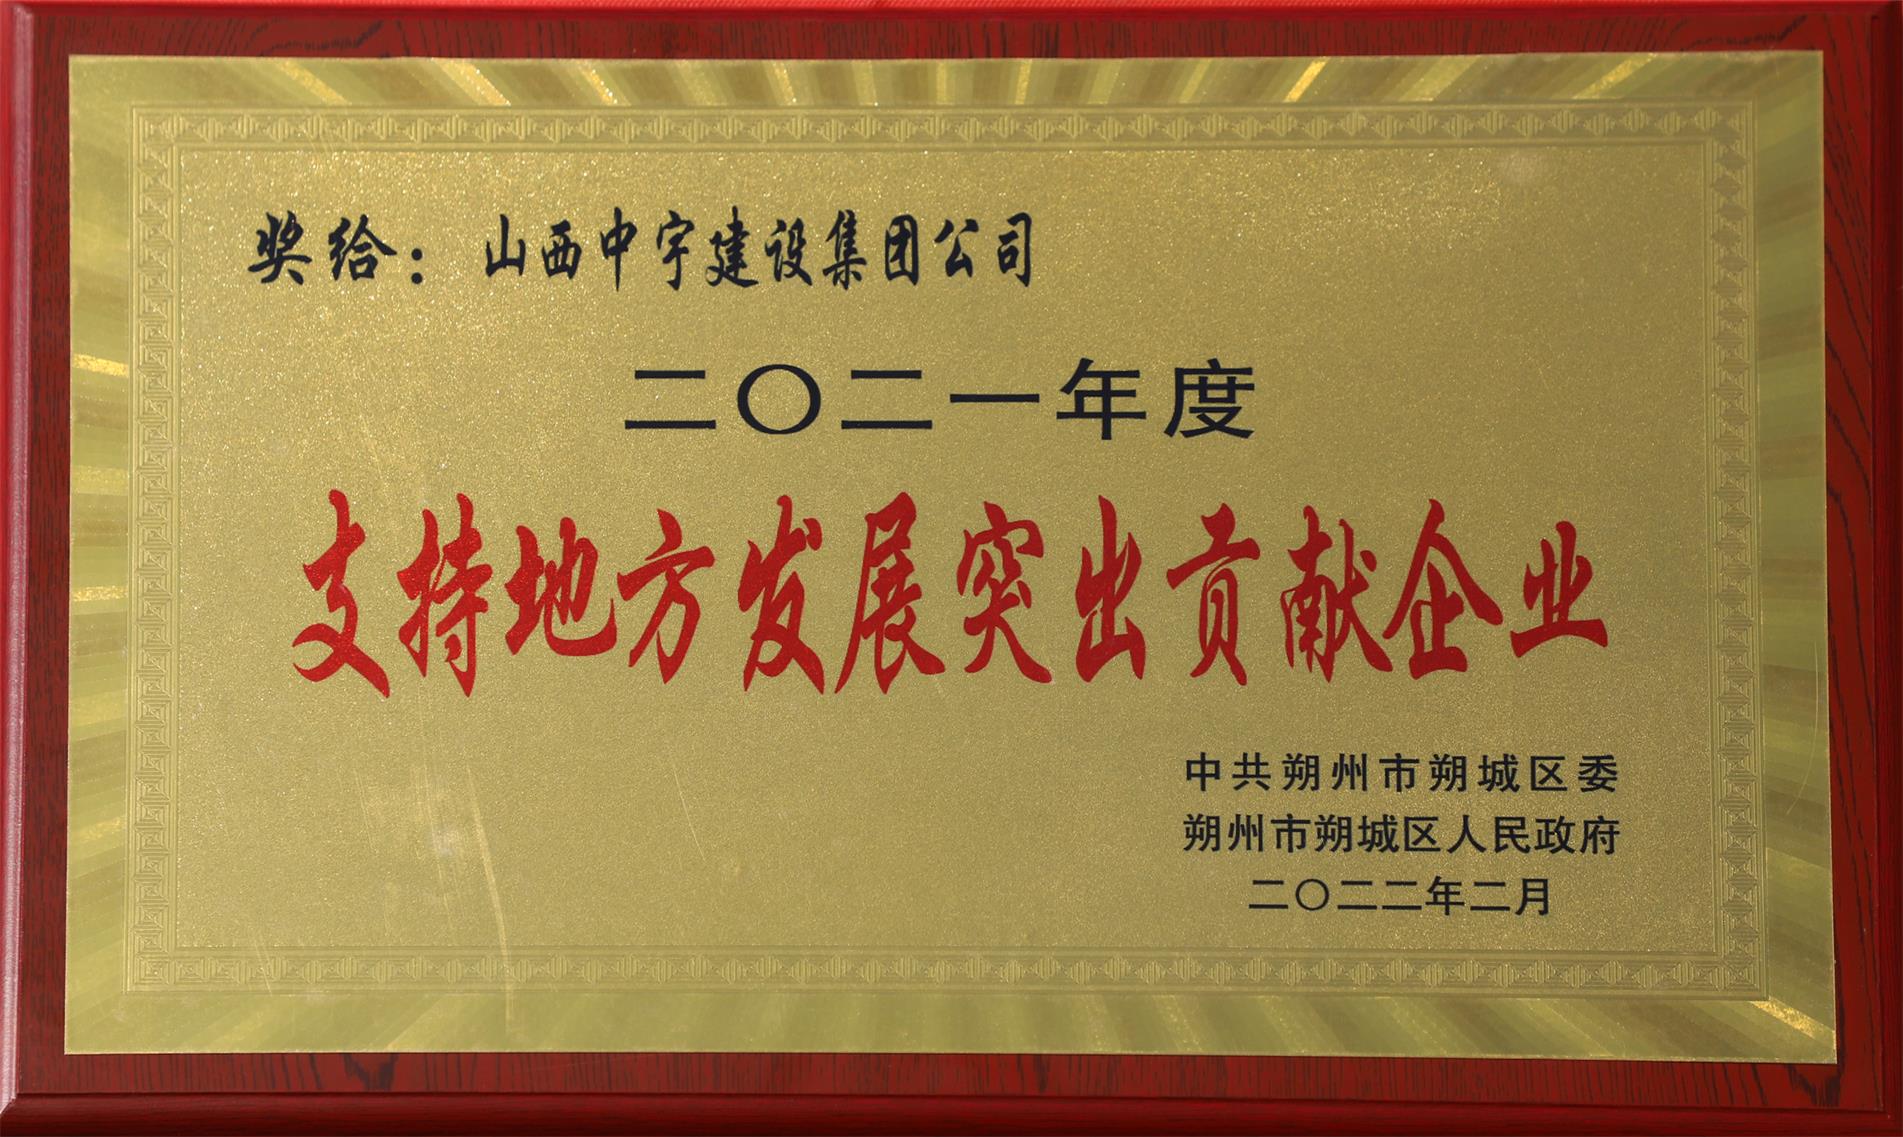 奖给：山西中宇建设集团公司
二〇二一年度
支持地方发展突出贡献企业
中共朔州市朔城区委
朔州市朔城区人民政府
二〇二二年二月